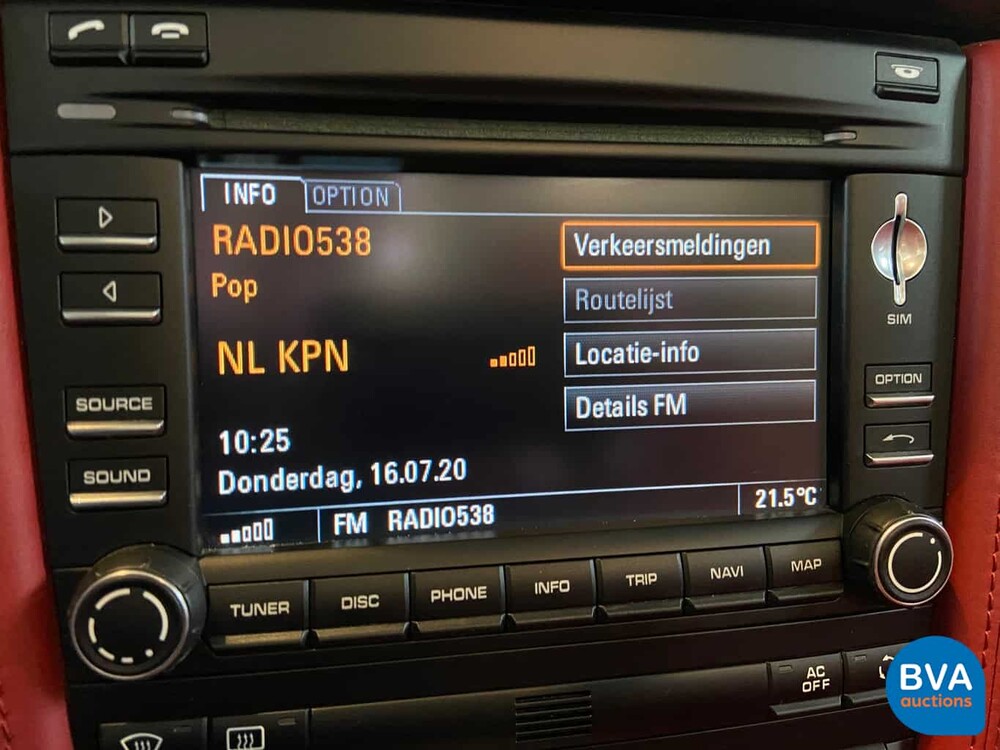 INFO OPTION
RADIO538
Pop
NL KPN
10:25
Donderdag, 16.07.20
FM RADIO538
21.5°C
Verkeersmeldingen
Routelijst
Locatie-info
Details FM
SOURCE
SOUND
SIM
OPTION
TUNER DISC PHONE INFO TRIP NAVI MAP
AC
OFF
BVA
auctions